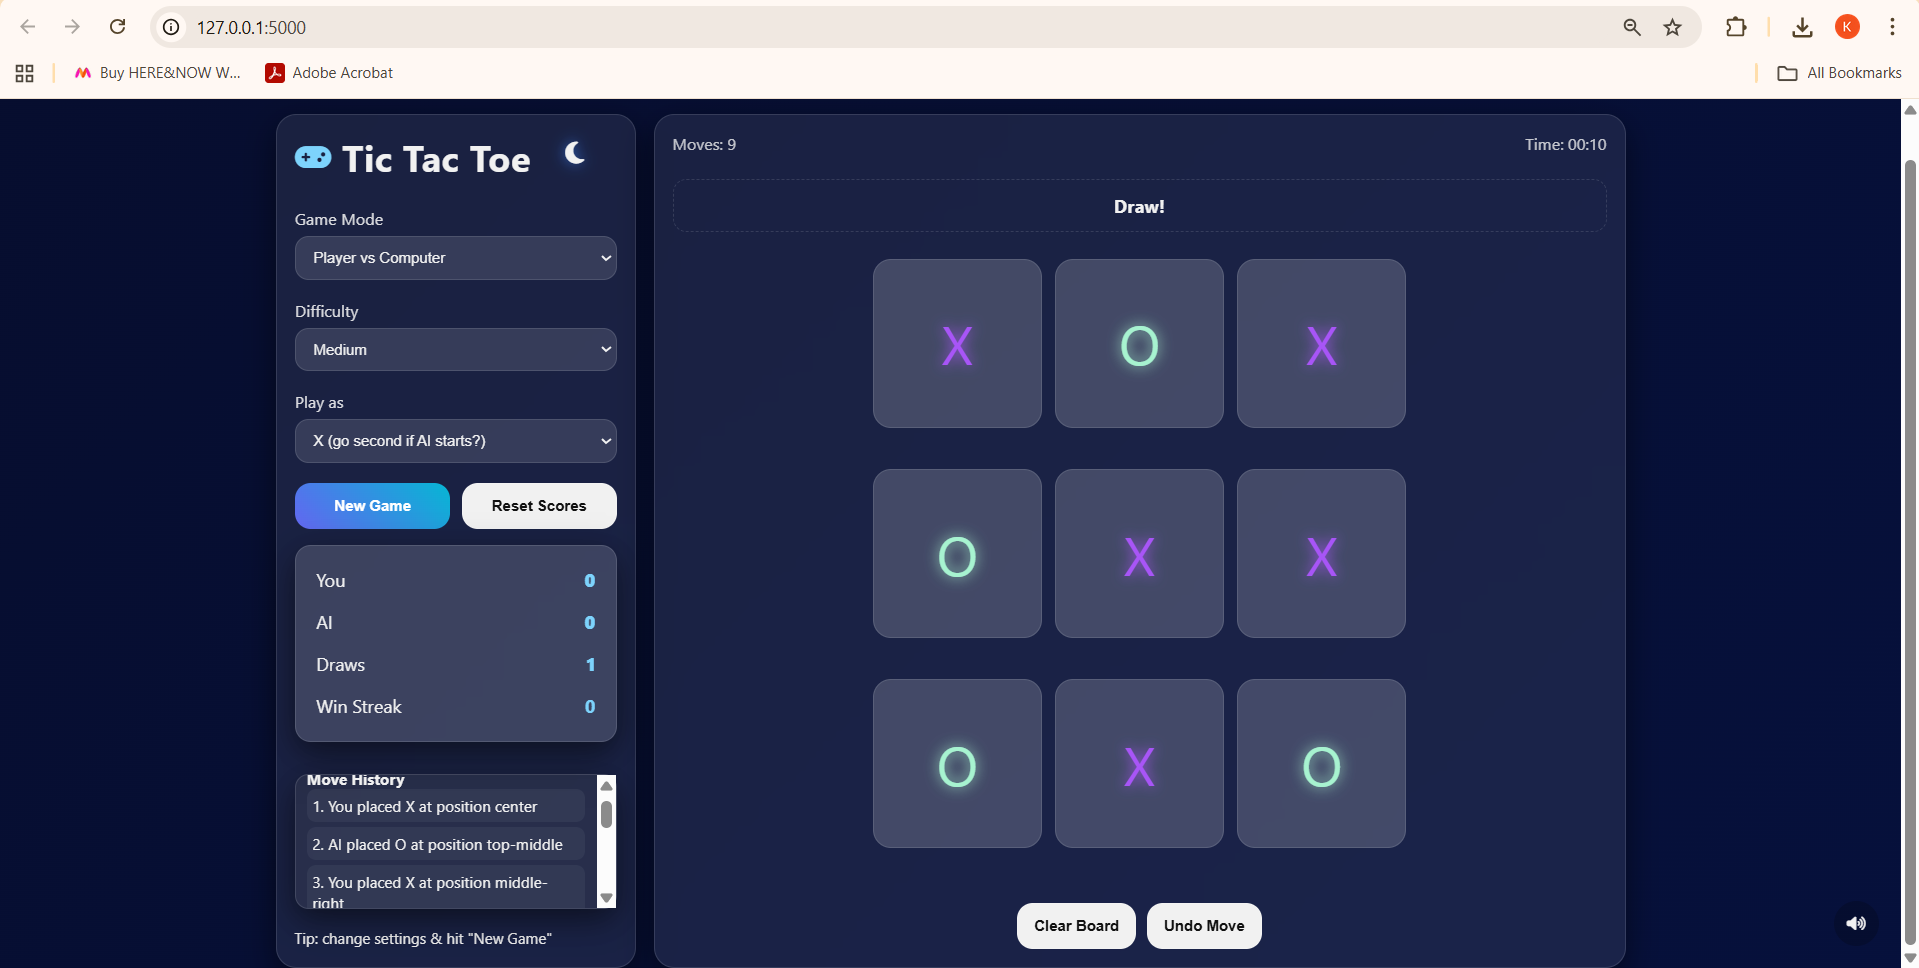 127.0.0.1:5000
K
Buy HERE&NOW W...
Adobe Acrobat
All Bookmarks
Tic Tac Toe
Game Mode
Player vs Computer
Difficulty
Medium
Play as
X (go second if AI starts?)
New Game
Reset Scores
You 0
AI 0
Draws 1
Win Streak 0
Move History
1. You placed X at position center
2. AI placed O at position top-middle
3. You placed X at position middle-
right
Tip: change settings & hit "New Game"
Moves: 9
Time: 00:10
Draw!
X O X
O X X
O X O
Clear Board
Undo Move